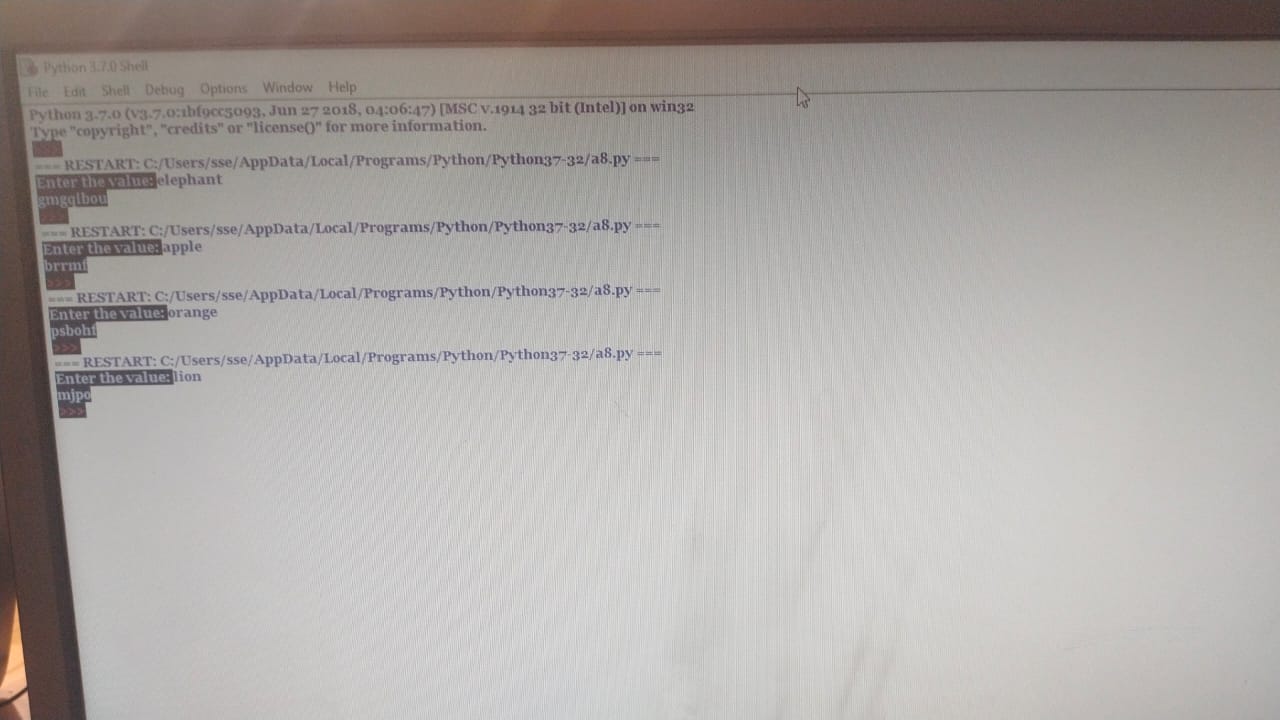 Python 3.7.0 Shell
File Edit Shell Debug Options Window Help
Python 3.7.0 (v3.7.0:1bf9cc5093, Jun 27 2018, 04:06:47) [MSC v.1914 32 bit (Intel)] on win32
Type "copyright", "credits" or "license()" for more information.
>>>
=== RESTART: C:/Users/sse/AppData/Local/Programs/Python/Python37-32/a8.py ===
Enter the value: elephant
gmgqlbou
>>>
=== RESTART: C:/Users/sse/AppData/Local/Programs/Python/Python37-32/a8.py ===
Enter the value: apple
brrmf
>>>
=== RESTART: C:/Users/sse/AppData/Local/Programs/Python/Python37-32/a8.py ===
Enter the value: orange
psbohf
>>>
=== RESTART: C:/Users/sse/AppData/Local/Programs/Python/Python37-32/a8.py ===
Enter the value: lion
mjpo
>>>